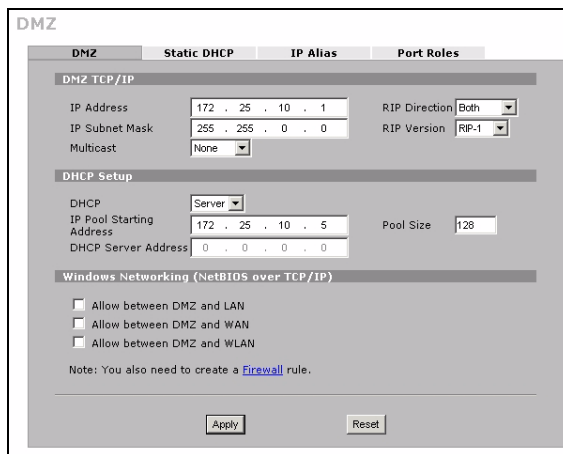 DMZ
DMZ Static DHCP IP Alias Port Roles
DMZ TCP/IP
IP Address 172 . 25 . 10 . 1 RIP Direction Both
IP Subnet Mask 255 . 255 . 0 . 0 RIP Version RIP-1
Multicast None
DHCP Setup
DHCP Server
IP Pool Starting
Address 172 . 25 . 10 . 5 Pool Size 128
DHCP Server Address 0 . 0 . 0 . 0
Windows Networking (NetBIOS over TCP/IP)
Allow between DMZ and LAN
Allow between DMZ and WAN
Allow between DMZ and WLAN
Note: You also need to create a Firewall rule.
Apply Reset